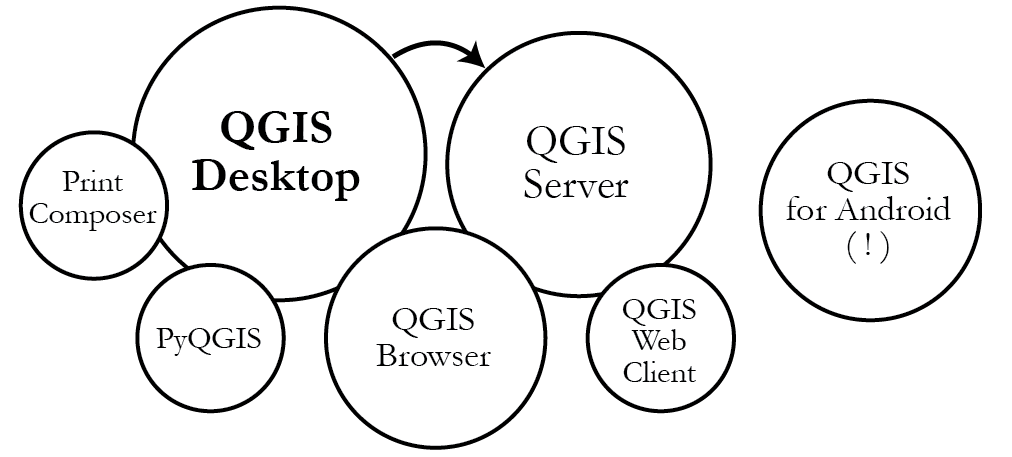 QGIS
Desktop
QGIS
Server
QGIS
for Android
(!)
Print
Composer
PyQGIS
QGIS
Browser
QGIS
Web
Client